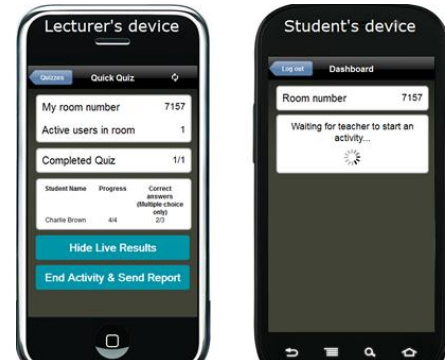 Lecturer's device
Quizzes
Quick Quiz
My room number 7157
Active users in room 1
Completed Quiz 1/1
Student Name Progress Correct
answers
(Multiple choice
only)
Charlie Brown 4/4 2/3
Hide Live Results
End Activity & Send Report
Student's device
Log out
Dashboard
Room number 7157
Waiting for teacher to start an
activity...